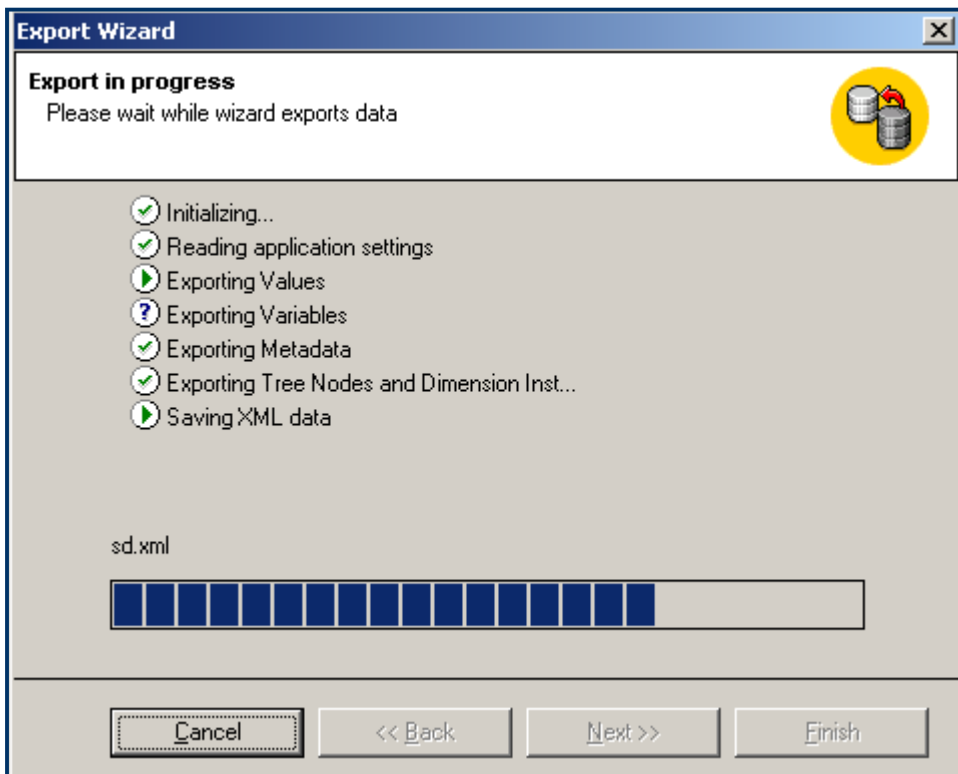 Export Wizard
Export in progress
Please wait while wizard exports data
Initializing...
Reading application settings
Exporting Values
Exporting Variables
Exporting Metadata
Exporting Tree Nodes and Dimension Inst...
Saving XML data
sd.xml
Cancel
<< Back
Next >>
Finish